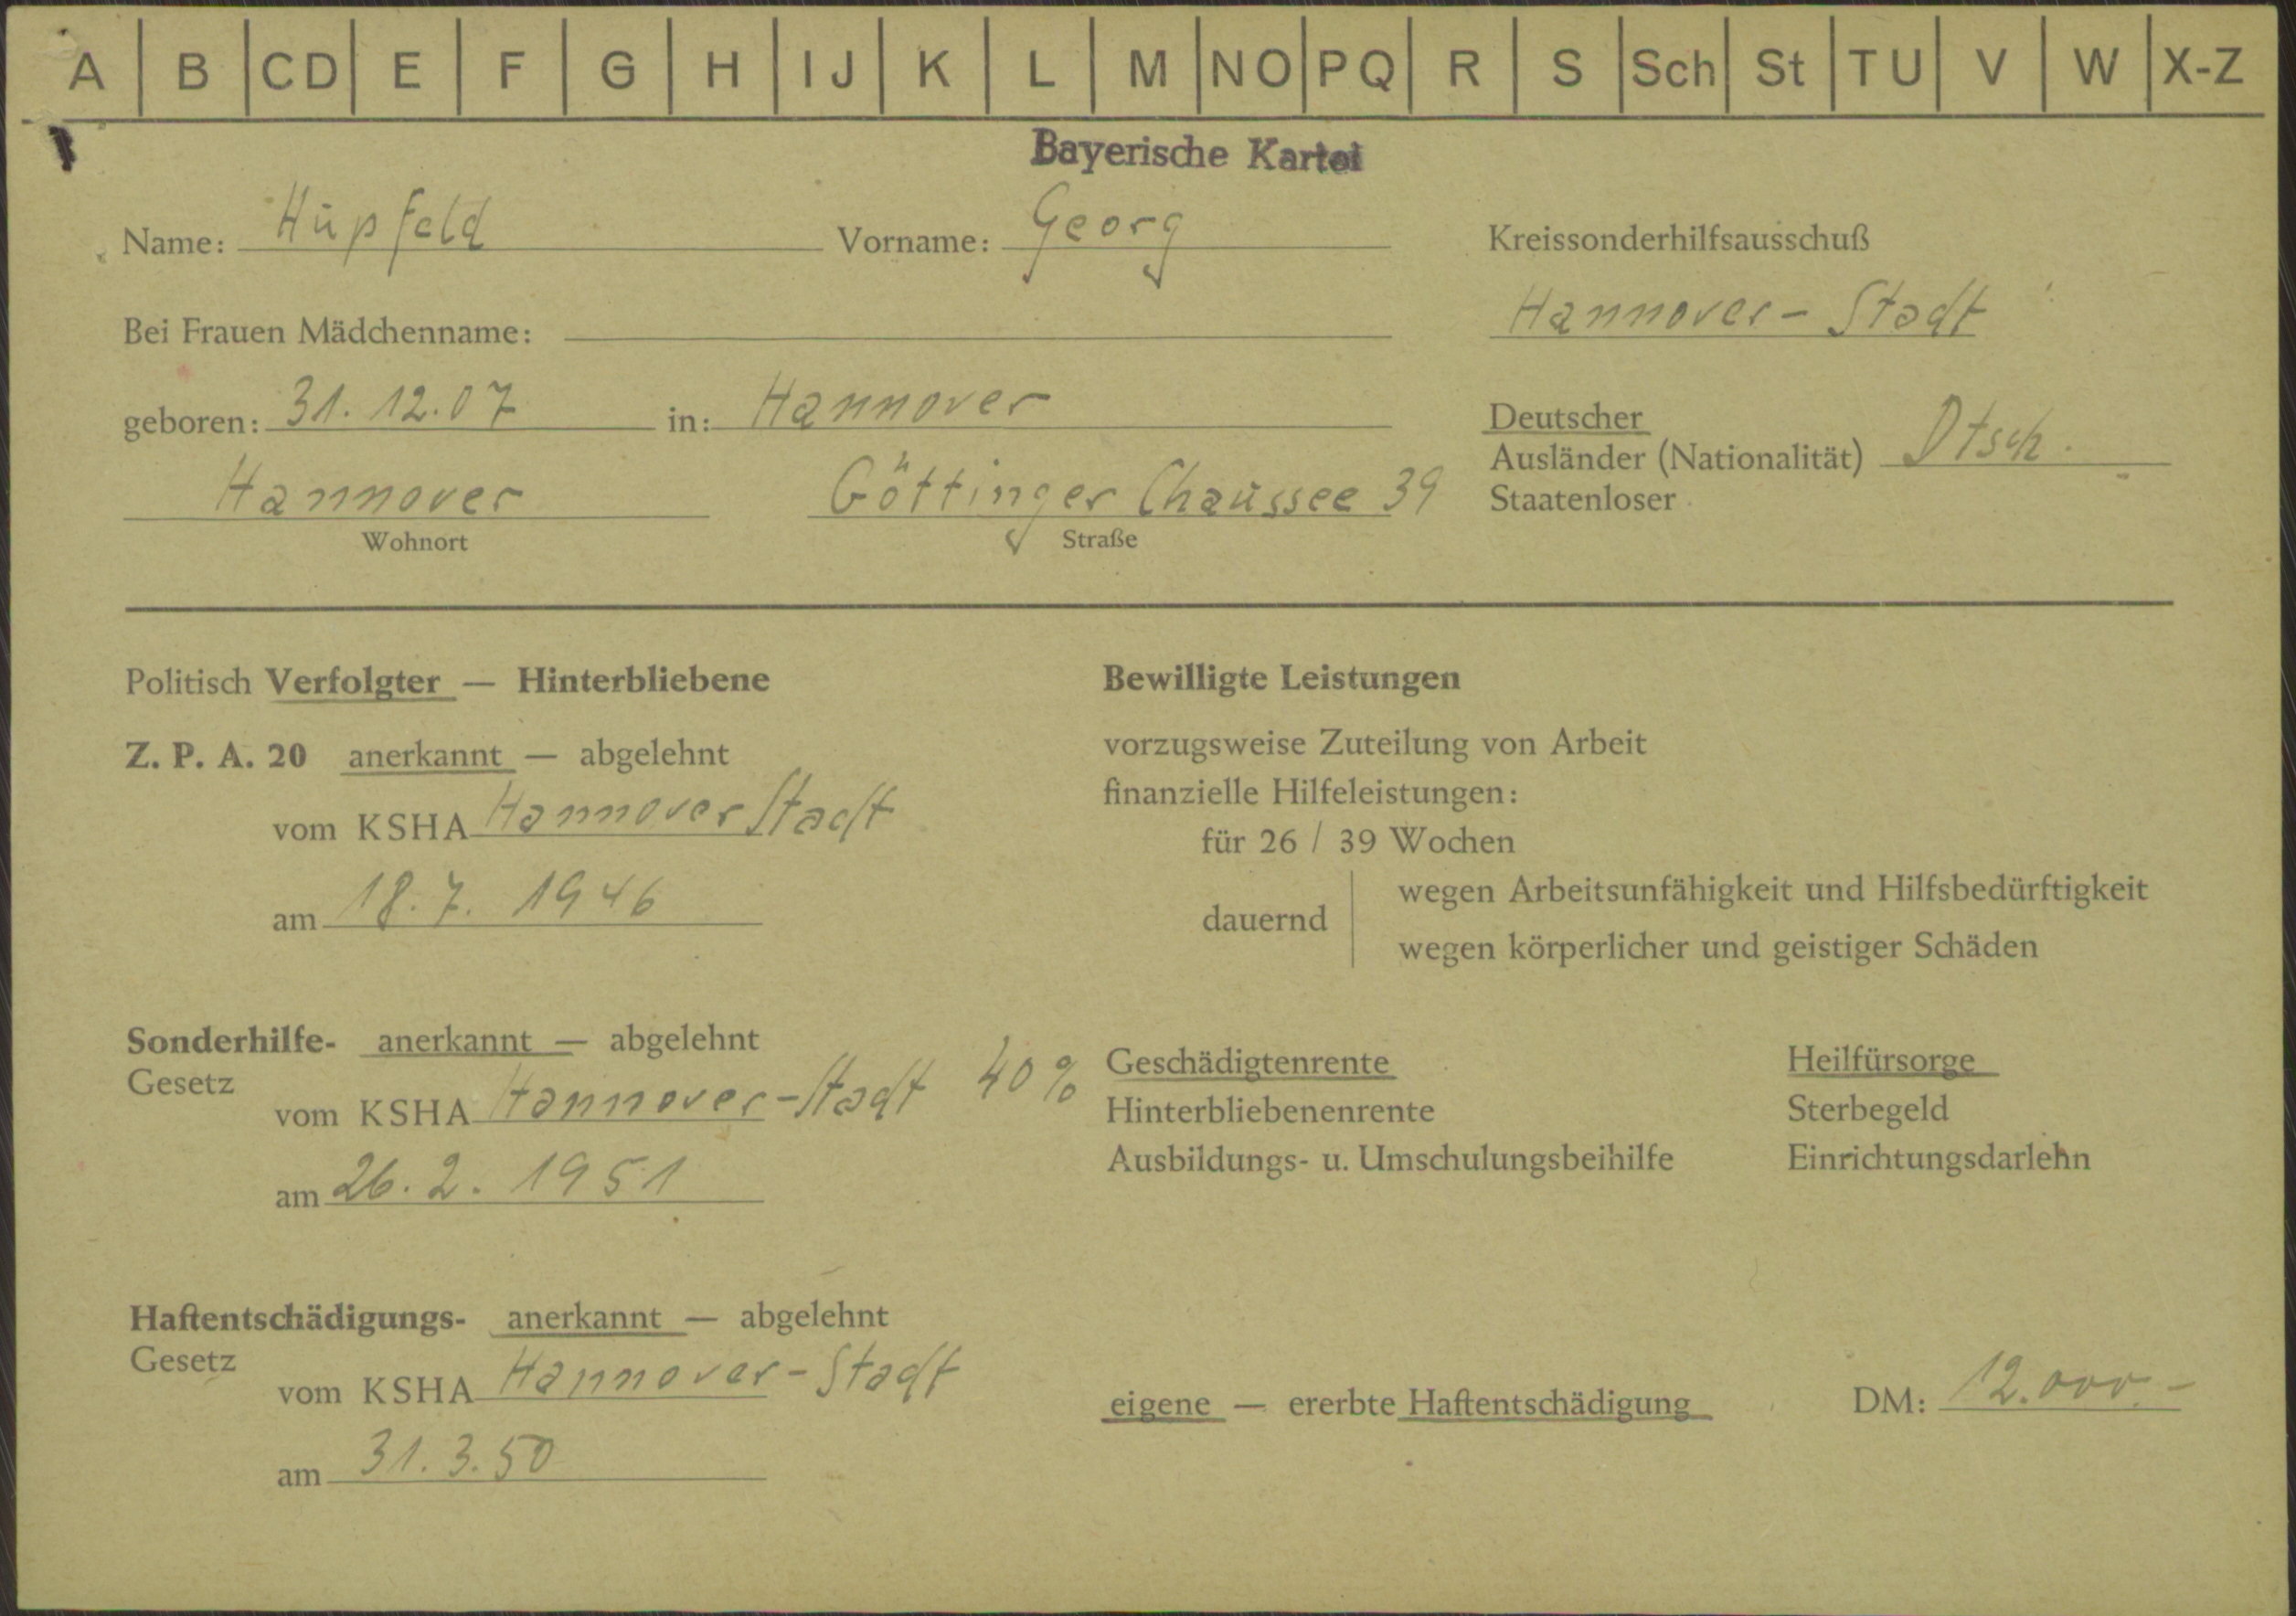 A B CD E F G H IJ K L M NO PQ R S Sch St TU V W X-Z
Bayerische Kartei
Name: Hupfeld Vorname: Georg Kreissonderhilfsausschuß
Hannover - Stadt
Bei Frauen Mädchenname:
geboren: 31. 12. 07 in: Hannover
Deutscher
Ausländer (Nationalität) Dtsch.
Staatenloser
Hannover Göttinger Chaussee 39
Wohnort Straße
Politisch Verfolgter — Hinterbliebene
Z. P. A. 20 anerkannt — abgelehnt
vom KSHA Hannover Stadt
am 18. 7. 1946
Bewilligte Leistungen
vorzugsweise Zuteilung von Arbeit
finanzielle Hilfeleistungen:
für 26 / 39 Wochen
dauernd
wegen Arbeitsunfähigkeit und Hilfsbedürftigkeit
wegen körperlicher und geistiger Schäden
Sonderhilfe- anerkannt — abgelehnt
Gesetz
vom KSHA Hannover - Stadt 40 %
am 26. 2. 1951
Geschädigtenrente Heilfürsorge
Hinterbliebenenrente Sterbegeld
Ausbildungs- u. Umschulungsbeihilfe Einrichtungsdarlehn
Haftentschädigungs- anerkannt — abgelehnt
Gesetz
vom KSHA Hannover - Stadt
am 31. 3. 50
eigene — ererbte Haftentschädigung DM: 12.000.-